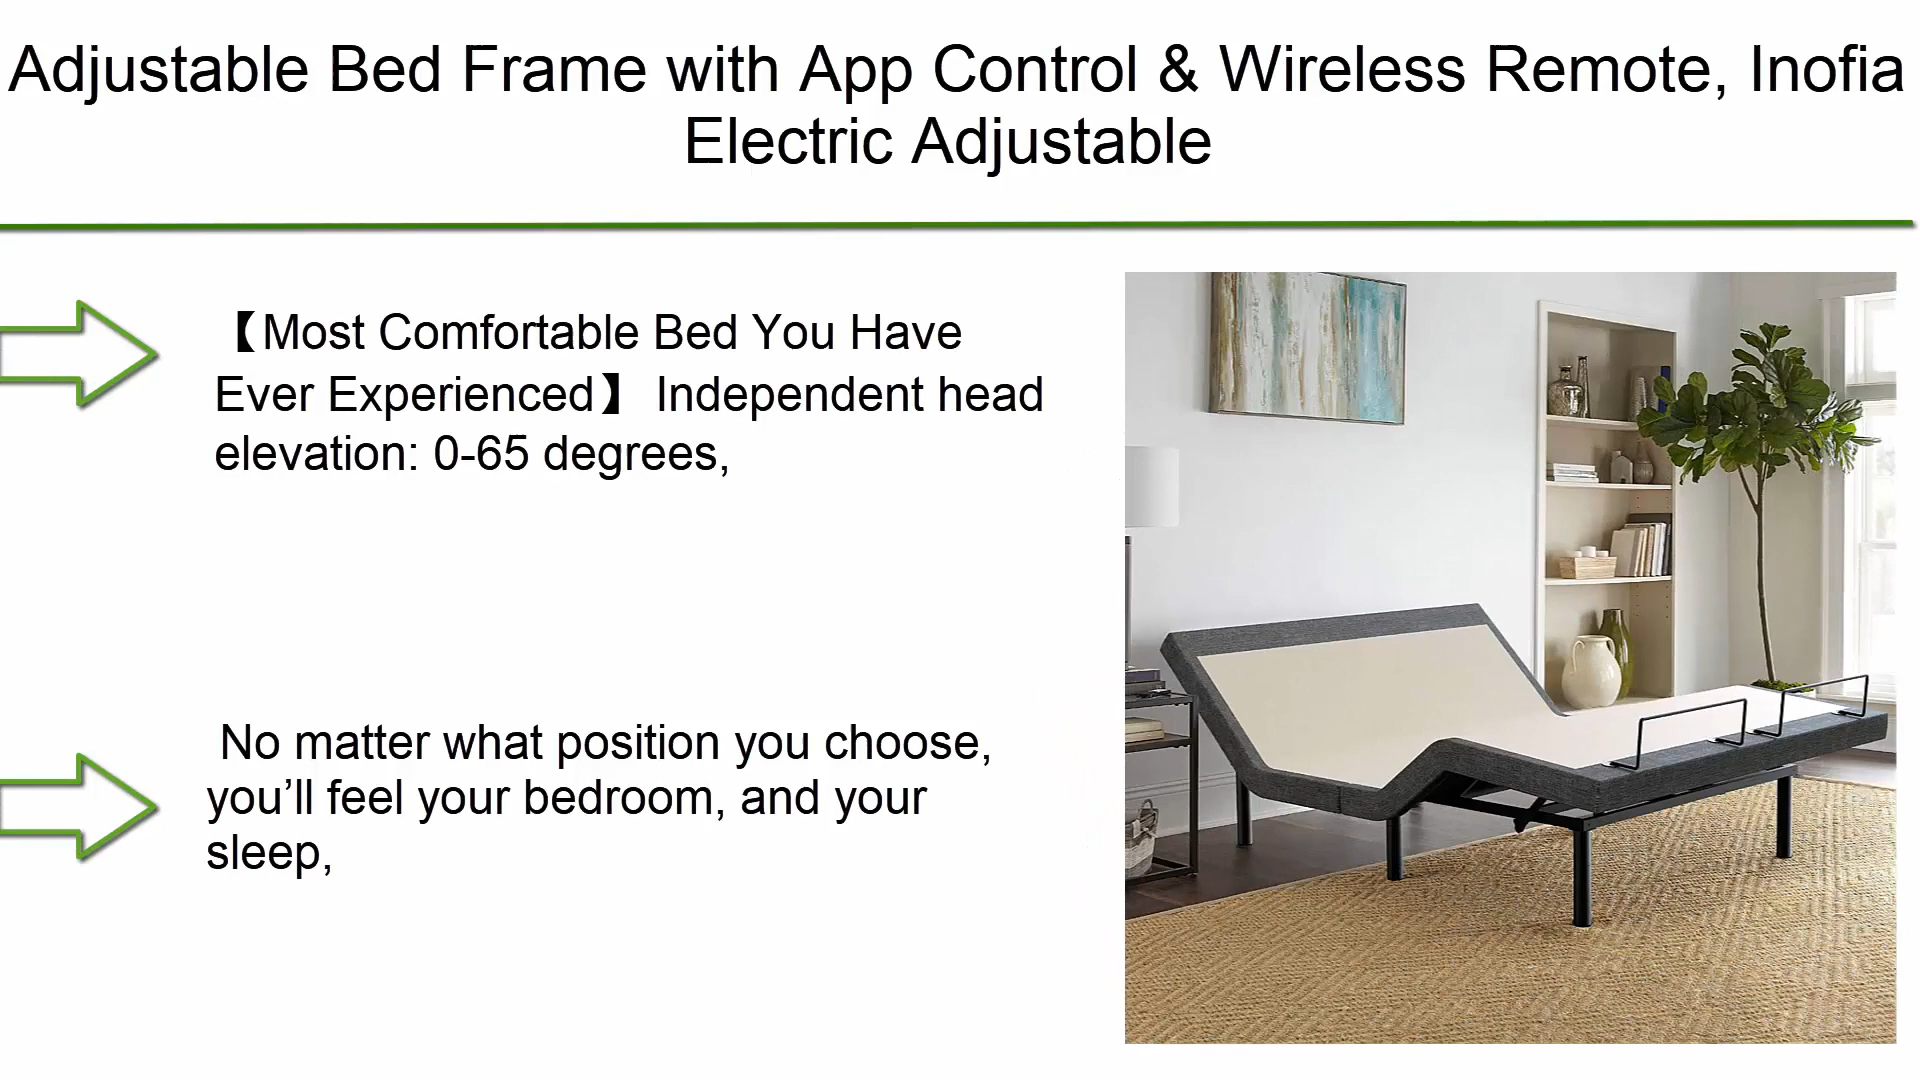 Adjustable Bed Frame with App Control & Wireless Remote, Inofia
Electric Adjustable
【Most Comfortable Bed You Have
Ever Experienced】 Independent head
elevation: 0-65 degrees,
No matter what position you choose,
you’ll feel your bedroom, and your
sleep,